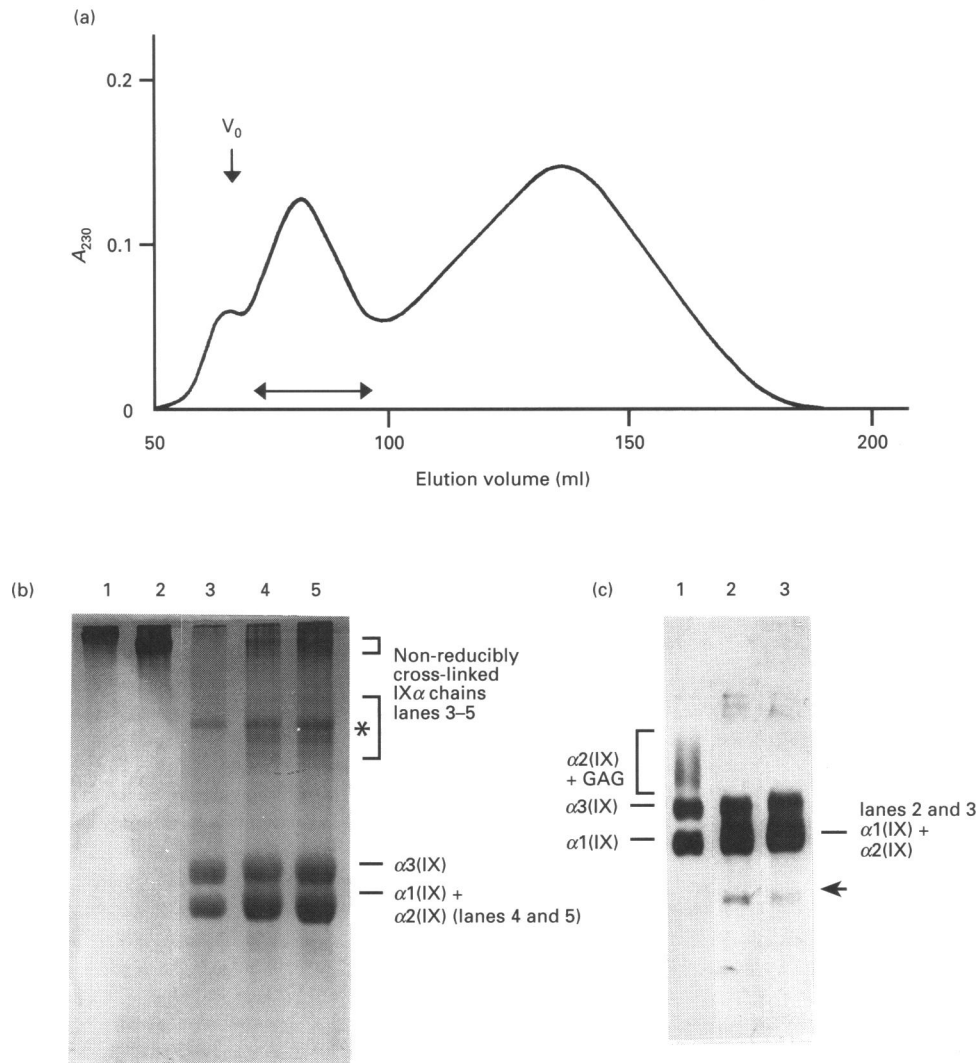 (a)
0.2
V₀
0.1
A₂₃₀
0
50
100
150
200
Elution volume (ml)
(b)
1 2 3 4 5
Non-reducibly
cross-linked
IXα chains
lanes 3–5
*
α3(IX)
α1(IX) +
α2(IX) (lanes 4 and 5)
(c)
1 2 3
α2(IX)
+ GAG
α3(IX)
α1(IX)
lanes 2 and 3
α1(IX) +
α2(IX)